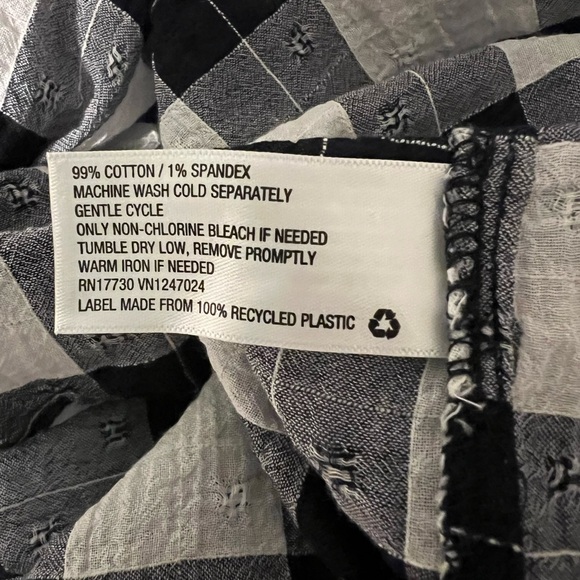 99% COTTON / 1% SPANDEX
MACHINE WASH COLD SEPARATELY
GENTLE CYCLE
ONLY NON-CHLORINE BLEACH IF NEEDED
TUMBLE DRY LOW, REMOVE PROMPTLY
WARM IRON IF NEEDED
RN17730 VN1247024
LABEL MADE FROM 100% RECYCLED PLASTIC